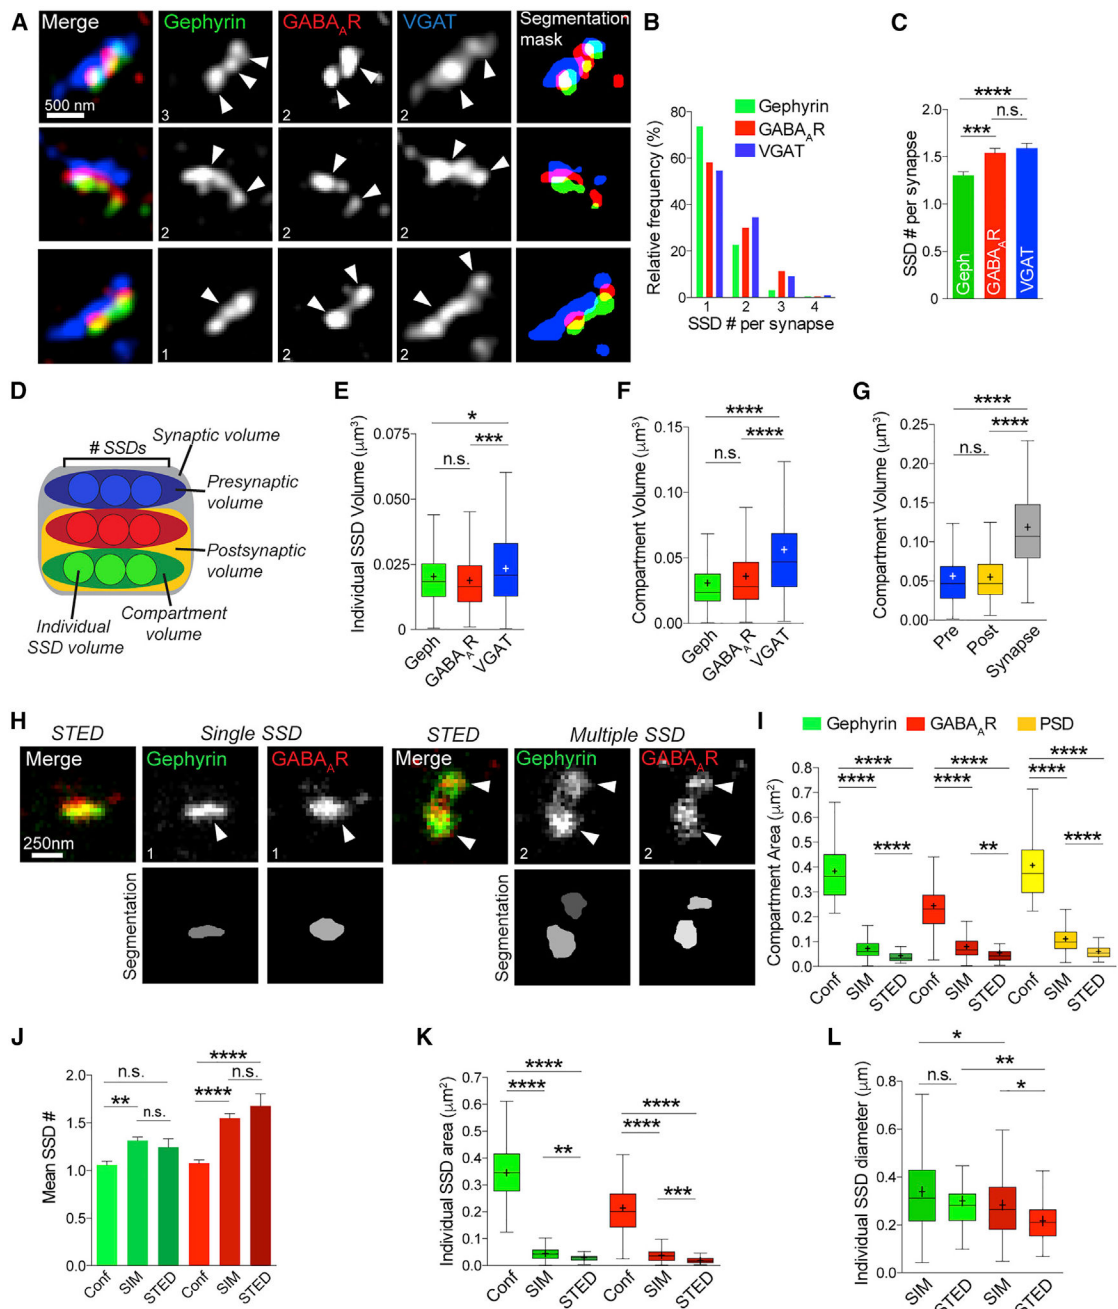 A
Merge
Gephyrin
GABA_AR
VGAT
Segmentation
mask
500 nm
3
2
2
2
2
2
1
2
2
B
Relative frequency (%)
80
60
40
20
0
1
2
3
4
SSD # per synapse
Gephyrin
GABA_AR
VGAT
C
SSD # per synapse
2.0
1.5
1.0
0.5
0
****
n.s.
***
Geph
GABA_AR
VGAT
D
# SSDs
Synaptic volume
Presynaptic
volume
Postsynaptic
volume
Compartment
volume
Individual
SSD volume
E
Individual SSD Volume (μm³)
0.075
0.050
0.025
0
*
***
n.s.
Geph
GABA_AR
VGAT
F
Compartment Volume (μm³)
0.15
0.10
0.05
0.00
****
****
n.s.
Geph
GABA_AR
VGAT
G
Compartment Volume (μm³)
0.25
0.20
0.15
0.10
0.05
0.00
****
****
n.s.
Pre
Post
Synapse
H
STED
Single SSD
Merge
Gephyrin
GABA_AR
250nm
1
1
Segmentation
STED
Multiple SSD
Merge
Gephyrin
GABA_AR
2
2
Segmentation
I
Gephyrin
GABA_AR
PSD
Compartment Area (μm²)
0.8
0.7
0.6
0.5
0.4
0.3
0.2
0.1
0.0
****
****
****
****
****
**
****
****
****
Conf
SIM
STED
Conf
SIM
STED
Conf
SIM
STED
J
Mean SSD #
2.0
1.5
1.0
0.5
0.0
n.s.
**
n.s.
****
n.s.
****
Conf
SIM
STED
Conf
SIM
STED
K
Individual SSD area (μm²)
0.7
0.6
0.5
0.4
0.3
0.2
0.1
0.0
****
****
**
****
****
***
Conf
SIM
STED
Conf
SIM
STED
L
Individual SSD diameter (μm)
0.8
0.6
0.4
0.2
0.0
*
n.s.
**
*
SIM
STED
SIM
STED